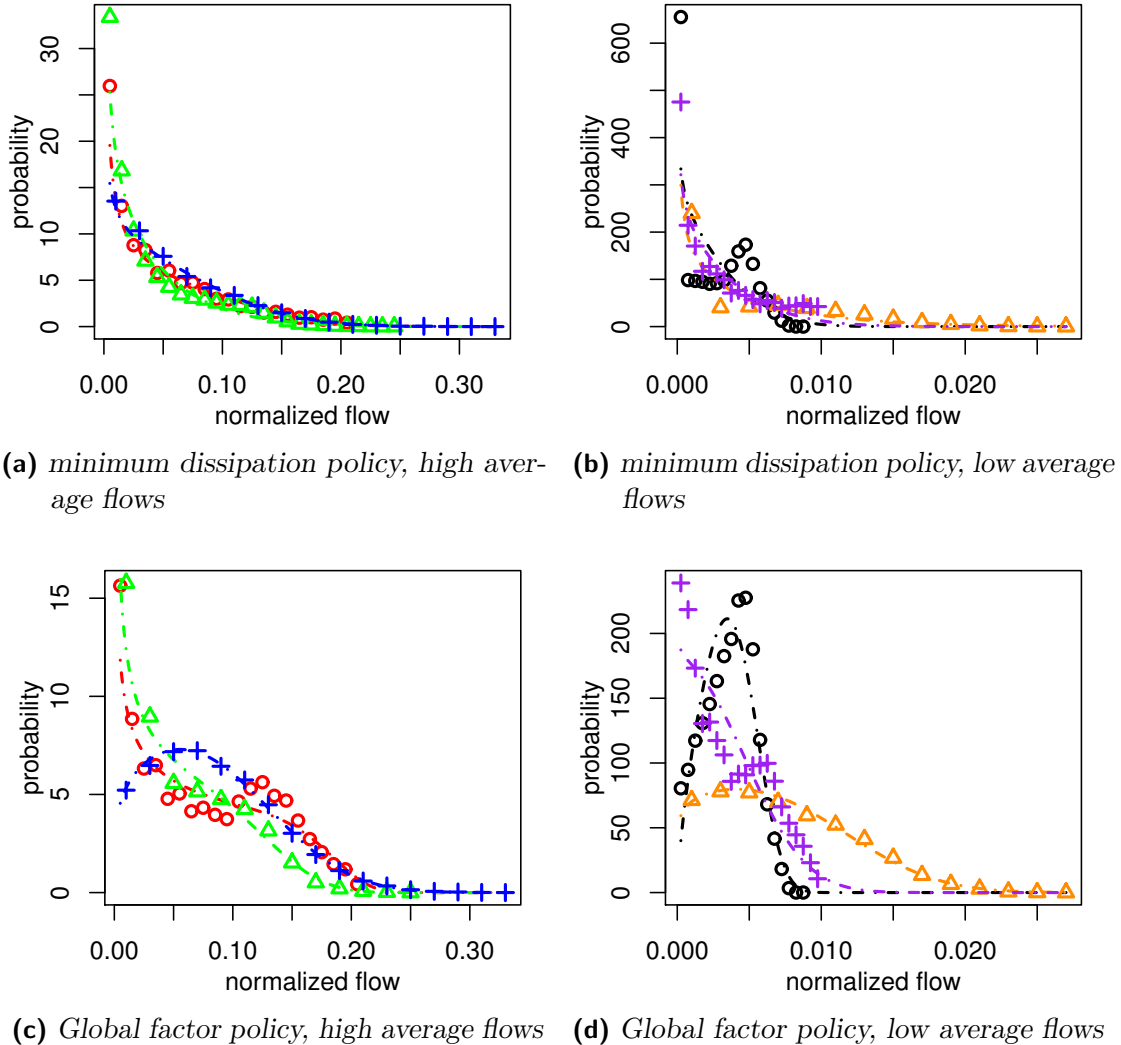 probability
0 5 10 20 30
0.00 0.10 0.20 0.30
normalized flow
(a) minimum dissipation policy, high aver-
age flows
probability
0 200 400 600
0.000 0.010 0.020
normalized flow
(b) minimum dissipation policy, low average
flows
probability
0 5 10 15
0.00 0.10 0.20 0.30
normalized flow
(c) Global factor policy, high average flows
probability
0 50 100 150 200
0.000 0.010 0.020
normalized flow
(d) Global factor policy, low average flows